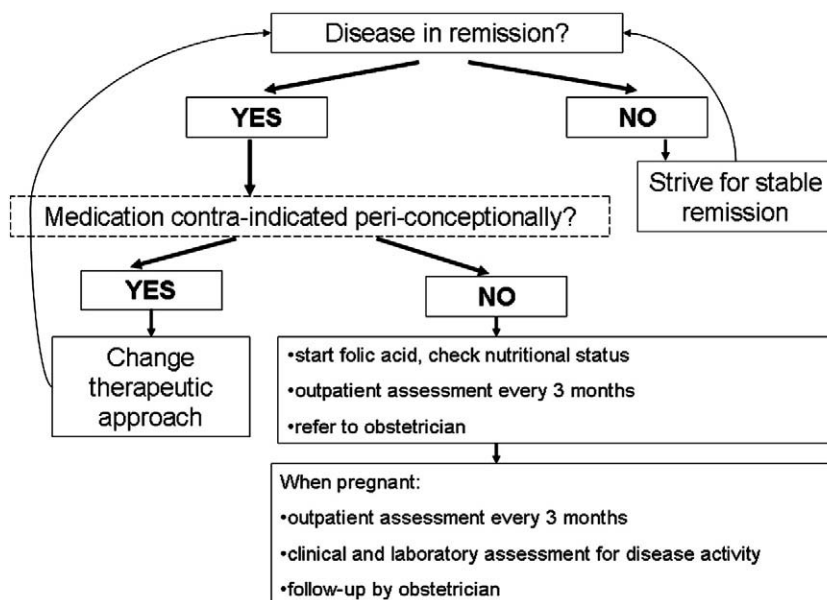 Disease in remission?
YES
NO
Strive for stable
remission
Medication contra-indicated peri-conceptionally?
YES
NO
Change
therapeutic
approach
•start folic acid, check nutritional status
•outpatient assessment every 3 months
•refer to obstetrician
When pregnant:
•outpatient assessment every 3 months
•clinical and laboratory assessment for disease activity
•follow-up by obstetrician